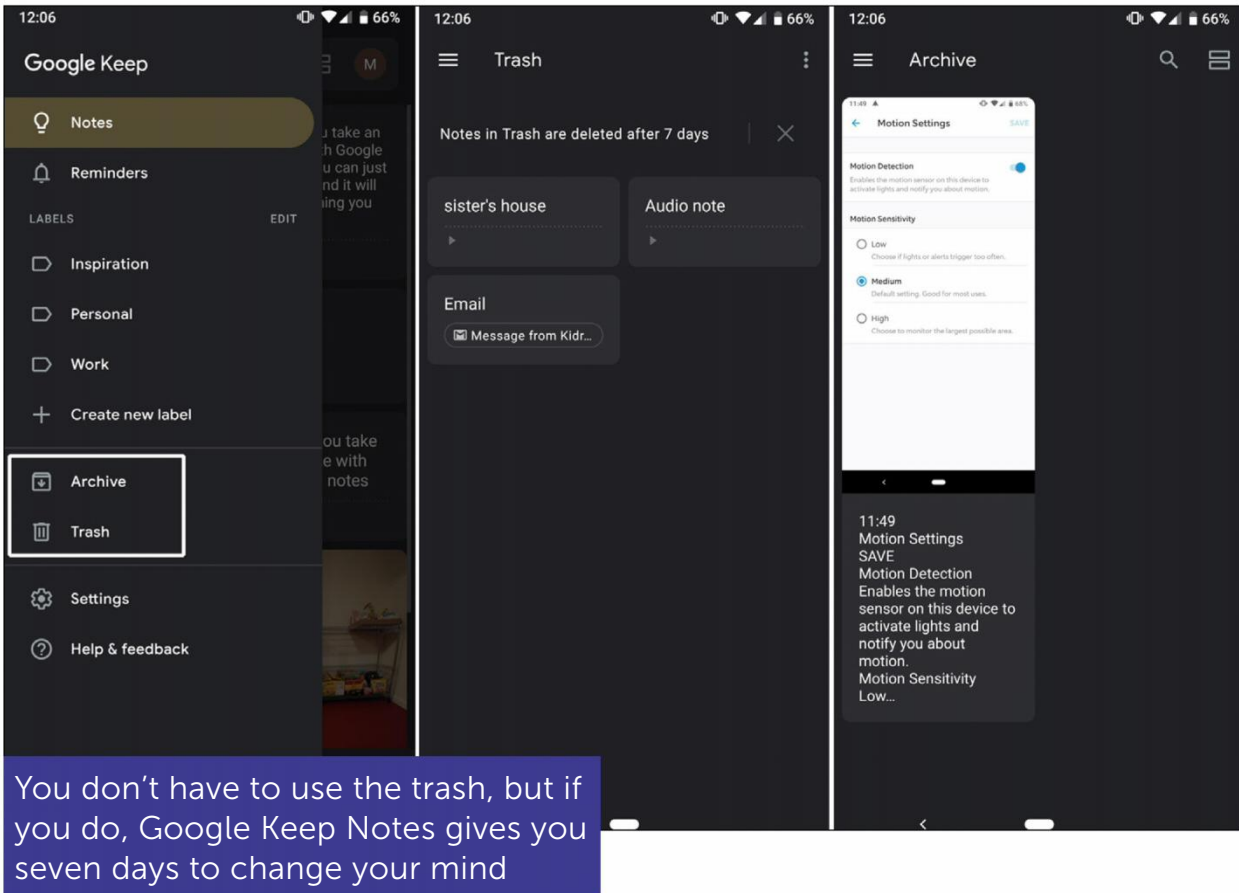 12:06
66%
Google Keep
M
Notes
Reminders
LABELS
EDIT
Inspiration
Personal
Work
Create new label
Archive
Trash
Settings
Help & feedback
u take an
h Google
u can just
nd it will
ing you
ou take
e with
notes
12:06
66%
Trash
Notes in Trash are deleted after 7 days
sister's house
Audio note
Email
Message from Kidr...
12:06
66%
Archive
11:49
68%
Motion Settings
SAVE
Motion Detection
Enables the motion sensor on this device to
activate lights and notify you about motion.
Motion Sensitivity
Low
Choose if lights or alerts trigger too often.
Medium
Default setting. Good for most uses.
High
Choose to monitor the largest possible area.
11:49
Motion Settings
SAVE
Motion Detection
Enables the motion
sensor on this device to
activate lights and
notify you about
motion.
Motion Sensitivity
Low...
You don’t have to use the trash, but if
you do, Google Keep Notes gives you
seven days to change your mind